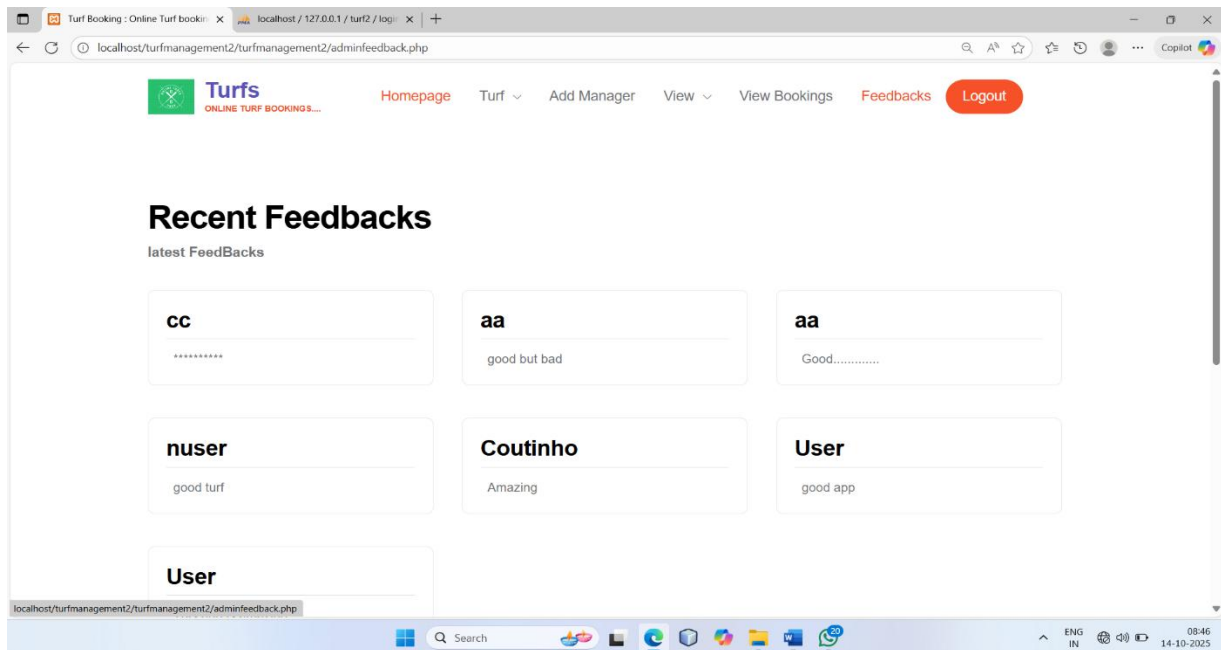 Turf Booking : Online Turf bookin
localhost / 127.0.0.1 / turf2 / login
localhost/turfmanagement2/turfmanagement2/adminfeedback.php
Copilot
Turfs
ONLINE TURF BOOKINGS....
Homepage Turf Add Manager View View Bookings Feedbacks Logout
Recent Feedbacks
latest FeedBacks
cc
**********
aa
good but bad
aa
Good.............
nuser
good turf
Coutinho
Amazing
User
good app
User
localhost/turfmanagement2/turfmanagement2/adminfeedback.php
Search
20
ENG
IN
08:46
14-10-2025